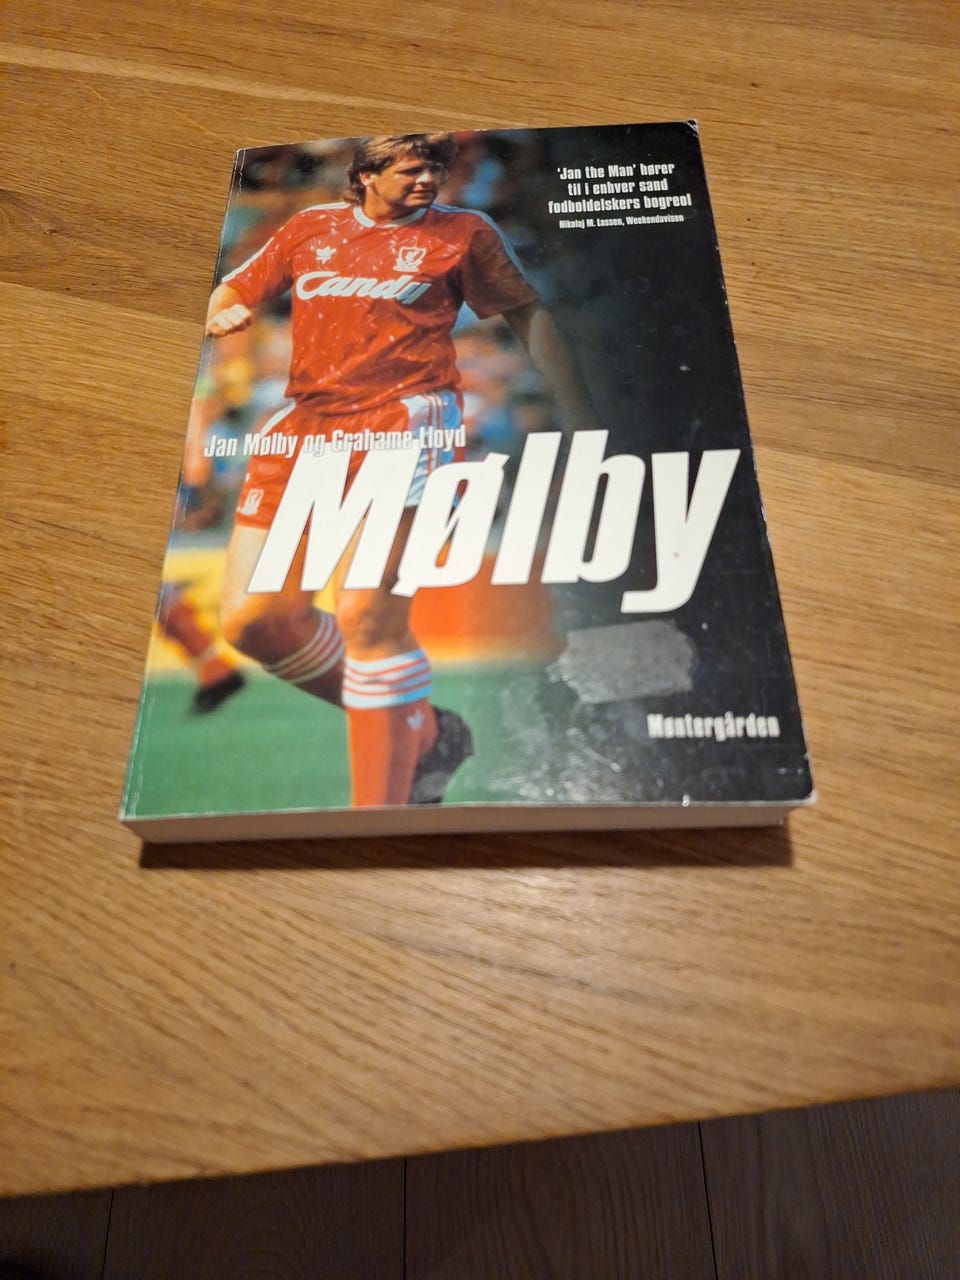 'Jan the Man' hører
til i enhver sand
fodboldelskers bogreol
Nikolaj M. Lassen, Weekendavisen
Candy
Jan Mølby og Grahame Lloyd
Mølby
Møntergården